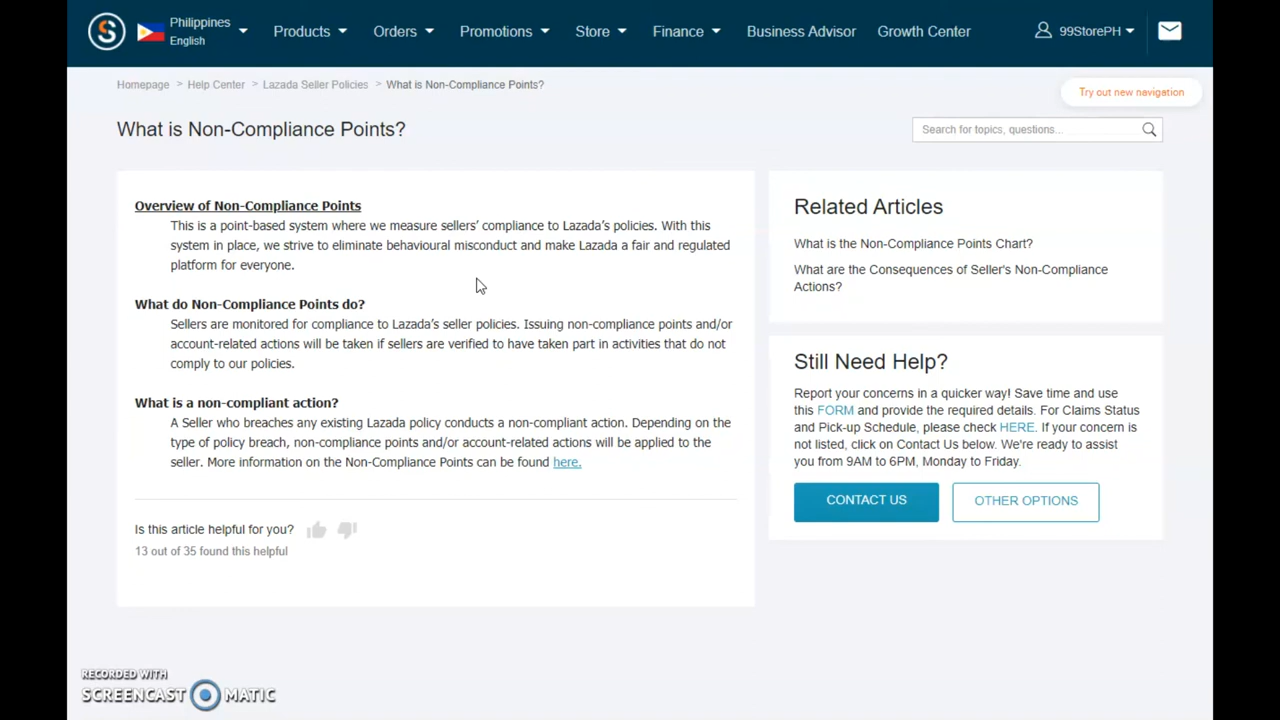 Philippines
English
Products
Orders
Promotions
Store
Finance
Business Advisor
Growth Center
99StorePH
Homepage > Help Center > Lazada Seller Policies > What is Non-Compliance Points?
Try out new navigation
What is Non-Compliance Points?
Search for topics, questions...
Overview of Non-Compliance Points
This is a point-based system where we measure sellers' compliance to Lazada's policies. With this
system in place, we strive to eliminate behavioural misconduct and make Lazada a fair and regulated
platform for everyone.
What do Non-Compliance Points do?
Sellers are monitored for compliance to Lazada's seller policies. Issuing non-compliance points and/or
account-related actions will be taken if sellers are verified to have taken part in activities that do not
comply to our policies.
What is a non-compliant action?
A Seller who breaches any existing Lazada policy conducts a non-compliant action. Depending on the
type of policy breach, non-compliance points and/or account-related actions will be applied to the
seller. More information on the Non-Compliance Points can be found here.
Is this article helpful for you?
13 out of 35 found this helpful
Related Articles
What is the Non-Compliance Points Chart?
What are the Consequences of Seller's Non-Compliance
Actions?
Still Need Help?
Report your concerns in a quicker way! Save time and use
this FORM and provide the required details. For Claims Status
and Pick-up Schedule, please check HERE. If your concern is
not listed, click on Contact Us below. We're ready to assist
you from 9AM to 6PM, Monday to Friday.
CONTACT US
OTHER OPTIONS
RECORDED WITH
SCREENCAST MATIC